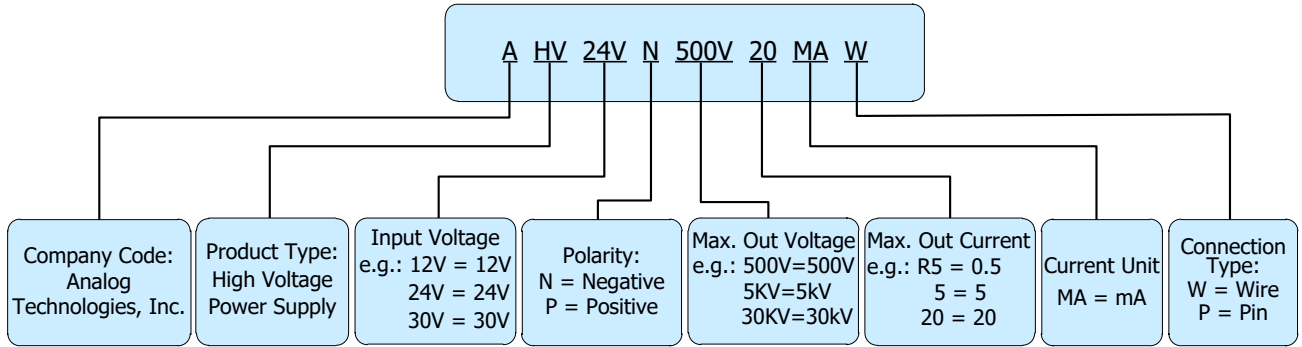 A HV 24V N 500V 20 MA W
Company Code:
Analog
Technologies, Inc.
Product Type:
High Voltage
Power Supply
Input Voltage
e.g.: 12V = 12V
24V = 24V
30V = 30V
Polarity:
N = Negative
P = Positive
Max. Out Voltage
e.g.: 500V=500V
5KV=5kV
30KV=30kV
Max. Out Current
e.g.: R5 = 0.5
5 = 5
20 = 20
Current Unit
MA = mA
Connection
Type:
W = Wire
P = Pin